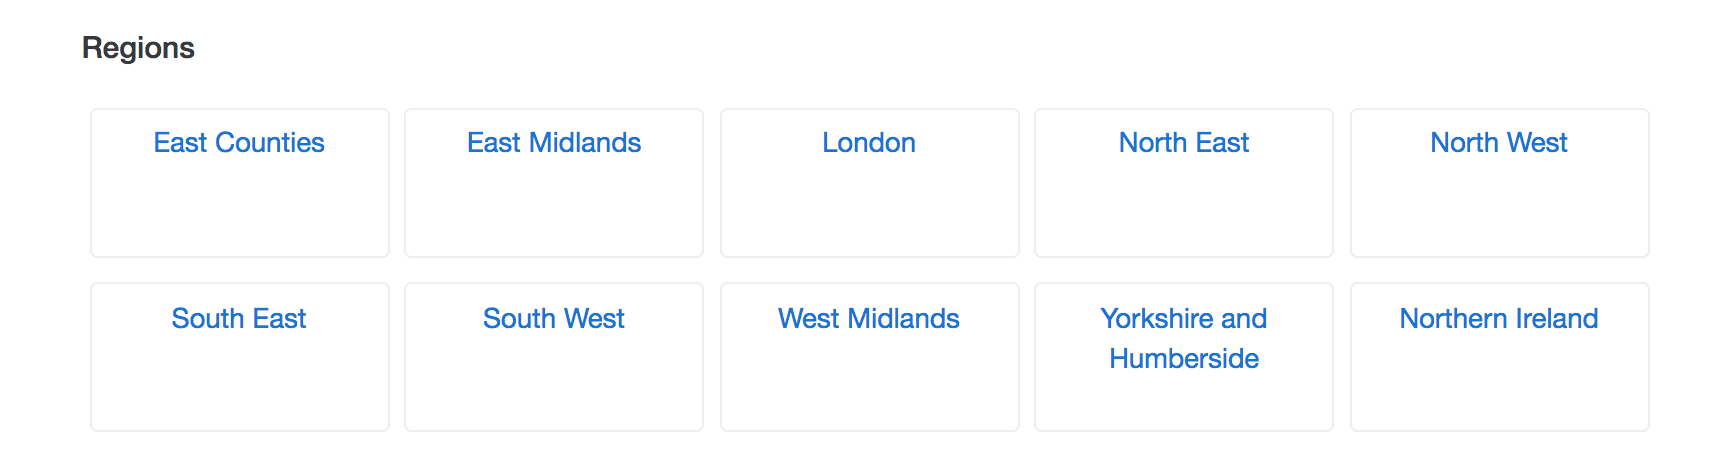 Regions
East Counties
East Midlands
London
North East
North West
South East
South West
West Midlands
Yorkshire and
Humberside
Northern Ireland